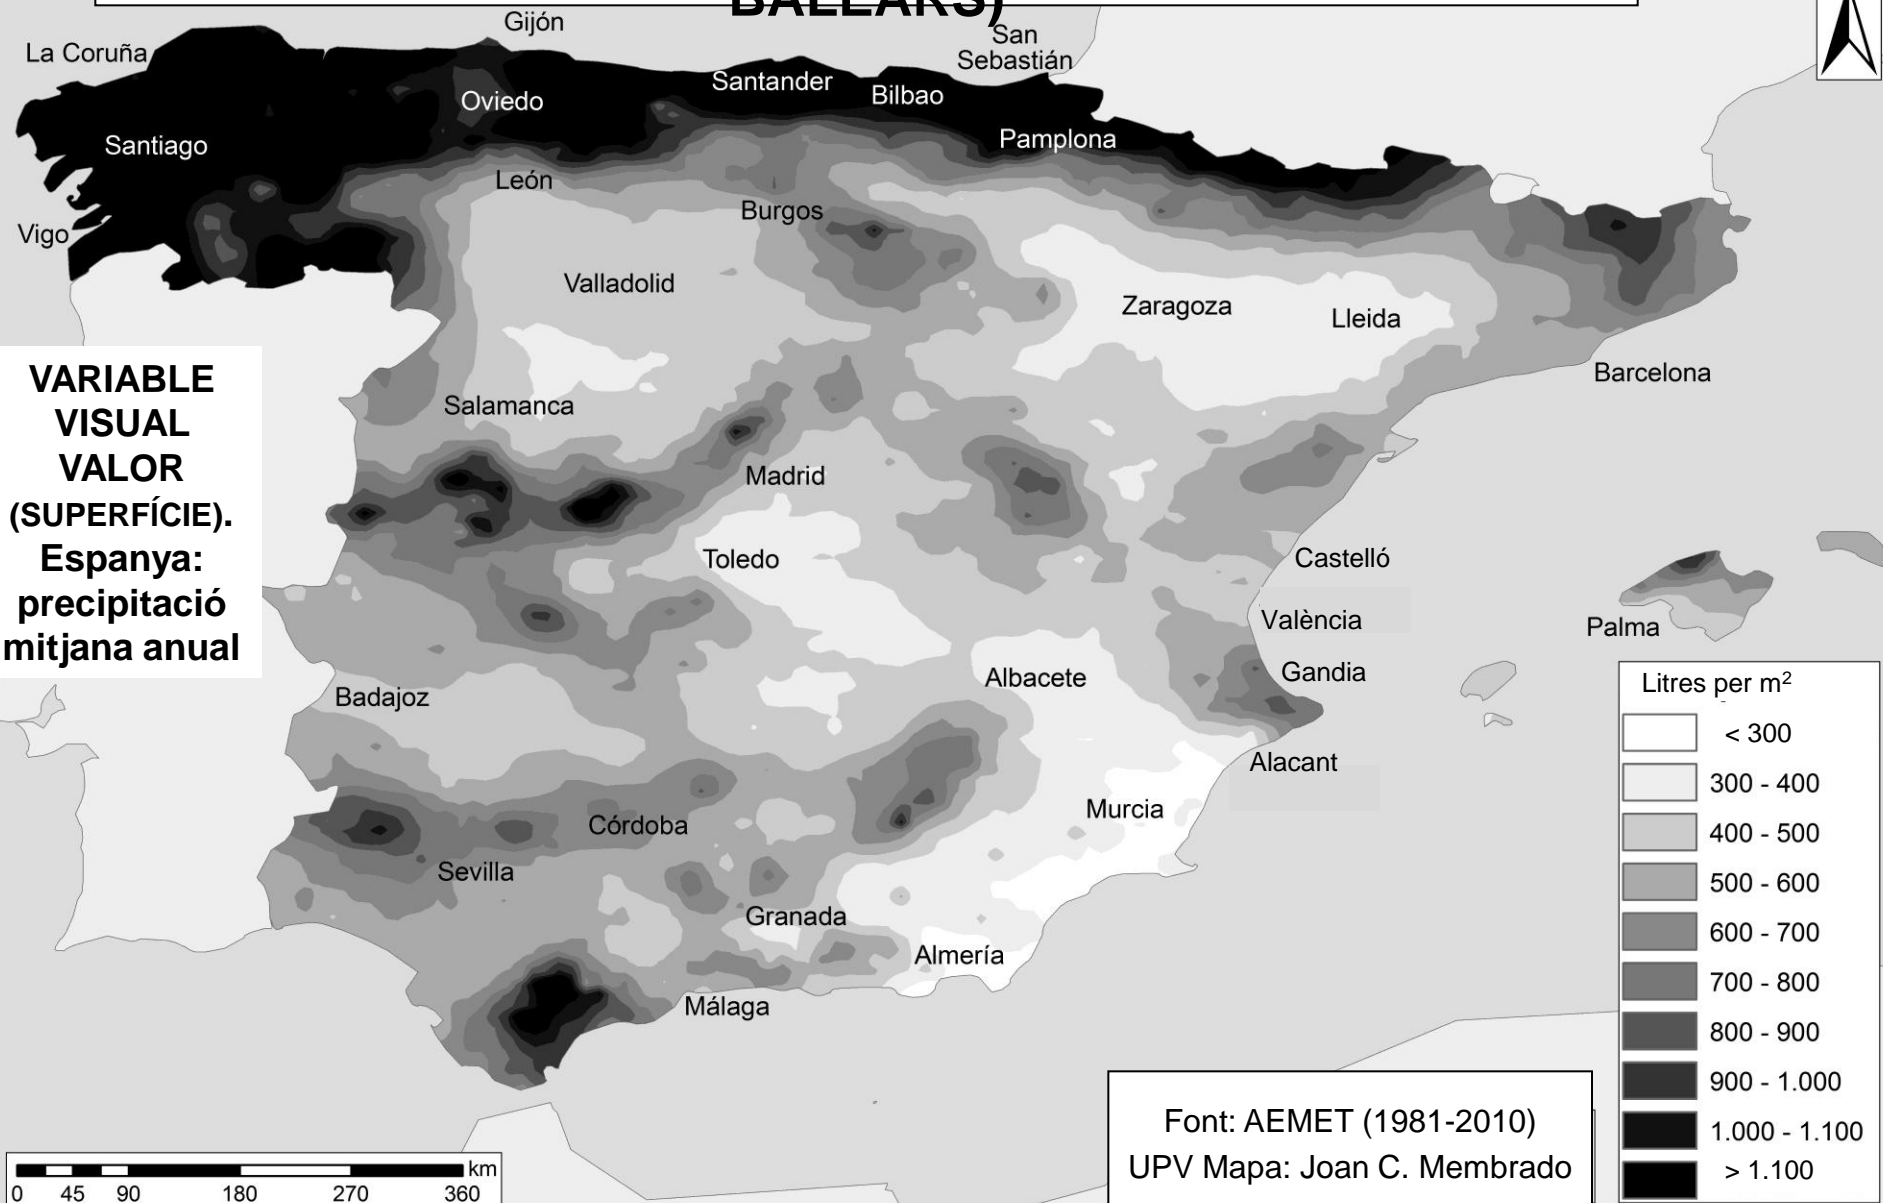 BALEARS)
Gijón
La Coruña
San
Sebastián
Santander
Bilbao
Oviedo
Santiago
Pamplona
León
Burgos
Vigo
Valladolid
Zaragoza
Lleida
Barcelona
VARIABLE
VISUAL
VALOR
(SUPERFÍCIE).
Espanya:
precipitació
mitjana anual
Salamanca
Madrid
Toledo
Castelló
València
Palma
Gandia
Albacete
Badajoz
Alacant
Murcia
Córdoba
Sevilla
Granada
Almería
Málaga
Litres per m²
< 300
300 - 400
400 - 500
500 - 600
600 - 700
700 - 800
800 - 900
900 - 1.000
1.000 - 1.100
> 1.100
Font: AEMET (1981-2010)
UPV Mapa: Joan C. Membrado
km
0 45 90 180 270 360